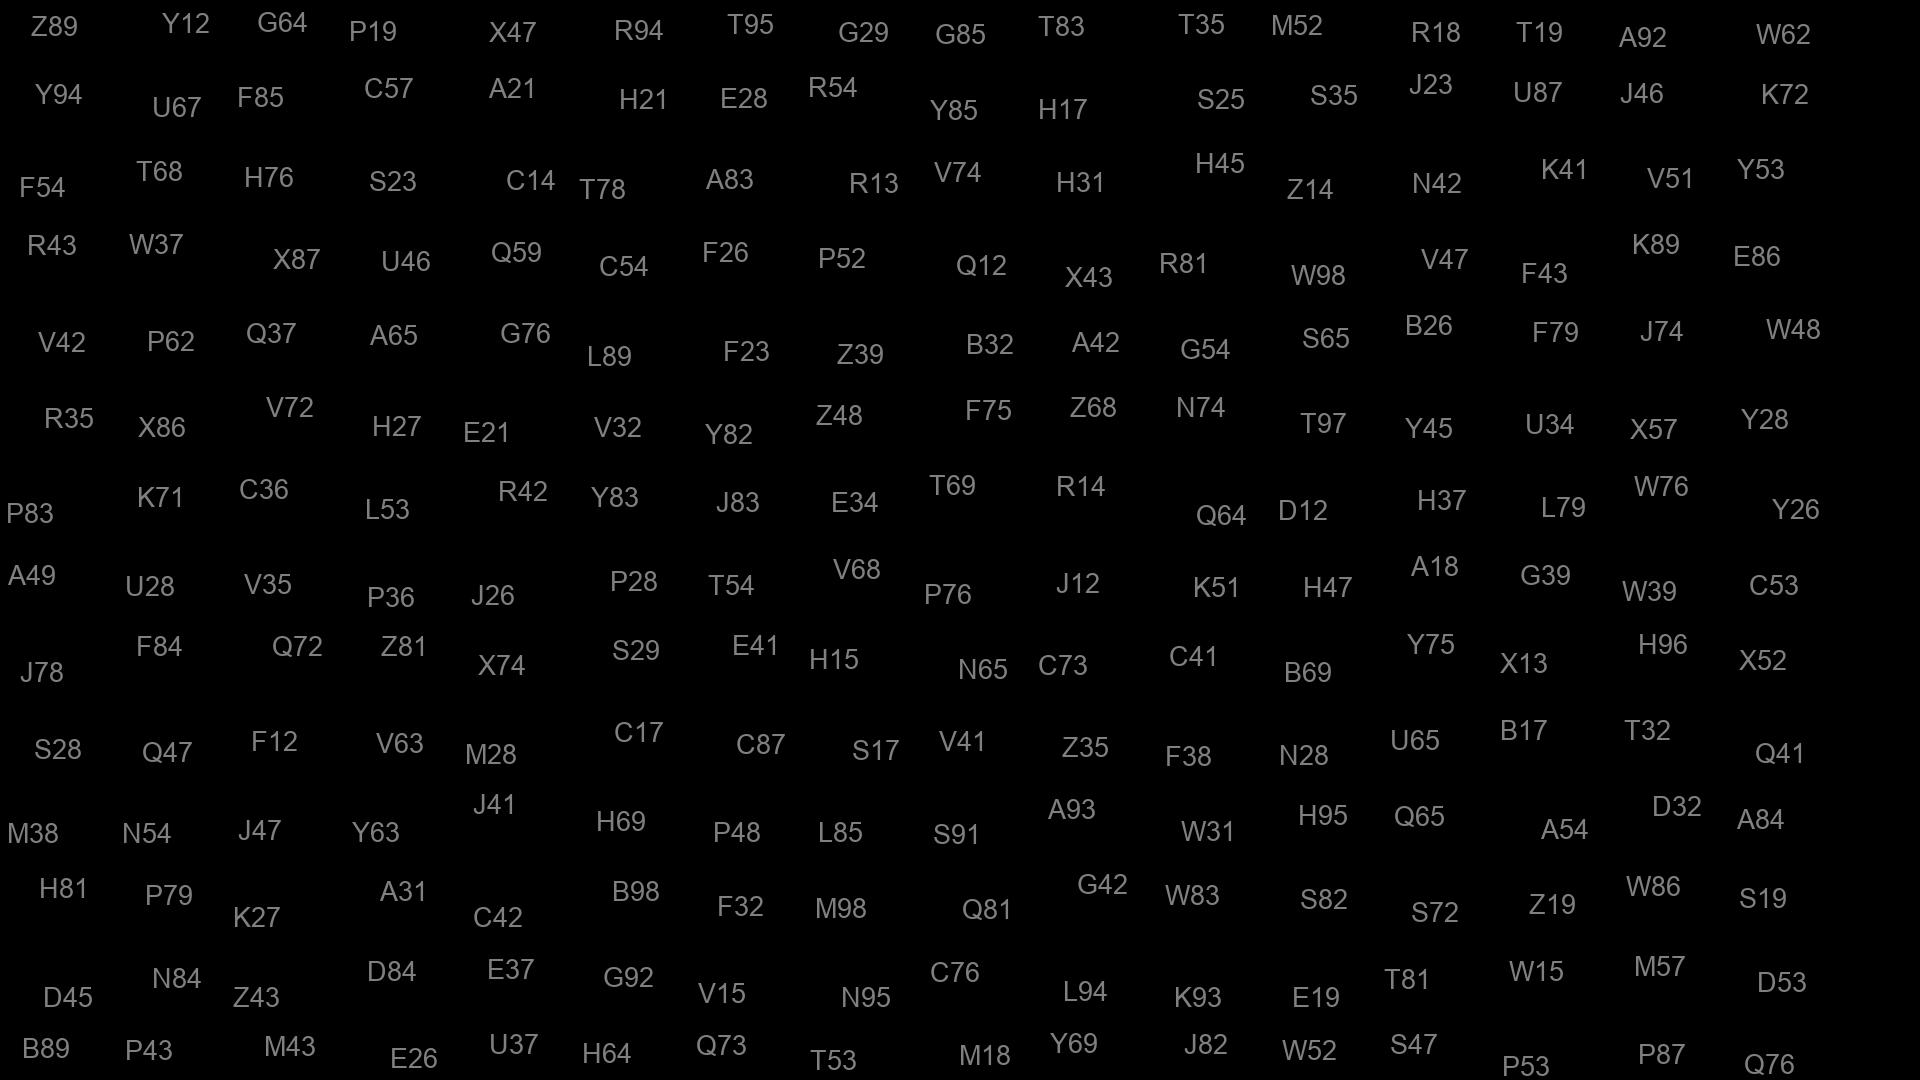 Z89 Y12 G64 P19 X47 R94 T95 G29 G85 T83 T35 M52 R18 T19 A92 W62
Y94 U67 F85 C57 A21 H21 E28 R54 Y85 H17 S25 S35 J23 U87 J46 K72
F54 T68 H76 S23 C14 T78 A83 R13 V74 H31 H45 Z14 N42 K41 V51 Y53
R43 W37 X87 U46 Q59 C54 F26 P52 Q12 X43 R81 W98 V47 F43 K89 E86
V42 P62 Q37 A65 G76 L89 F23 Z39 B32 A42 G54 S65 B26 F79 J74 W48
R35 X86 V72 H27 E21 V32 Y82 Z48 F75 Z68 N74 T97 Y45 U34 X57 Y28
P83 K71 C36 L53 R42 Y83 J83 E34 T69 R14 Q64 D12 H37 L79 W76 Y26
A49 U28 V35 P36 J26 P28 T54 V68 P76 J12 K51 H47 A18 G39 W39 C53
J78 F84 Q72 Z81 X74 S29 E41 H15 N65 C73 C41 B69 Y75 X13 H96 X52
S28 Q47 F12 V63 M28 C17 C87 S17 V41 Z35 F38 N28 U65 B17 T32 Q41
M38 N54 J47 Y63 J41 H69 P48 L85 S91 A93 W31 H95 Q65 A54 D32 A84
H81 P79 K27 A31 C42 B98 F32 M98 Q81 G42 W83 S82 S72 Z19 W86 S19
D45 N84 Z43 D84 E37 G92 V15 N95 C76 L94 K93 E19 T81 W15 M57 D53
B89 P43 M43 E26 U37 H64 Q73 T53 M18 Y69 J82 W52 S47 P53 P87 Q76